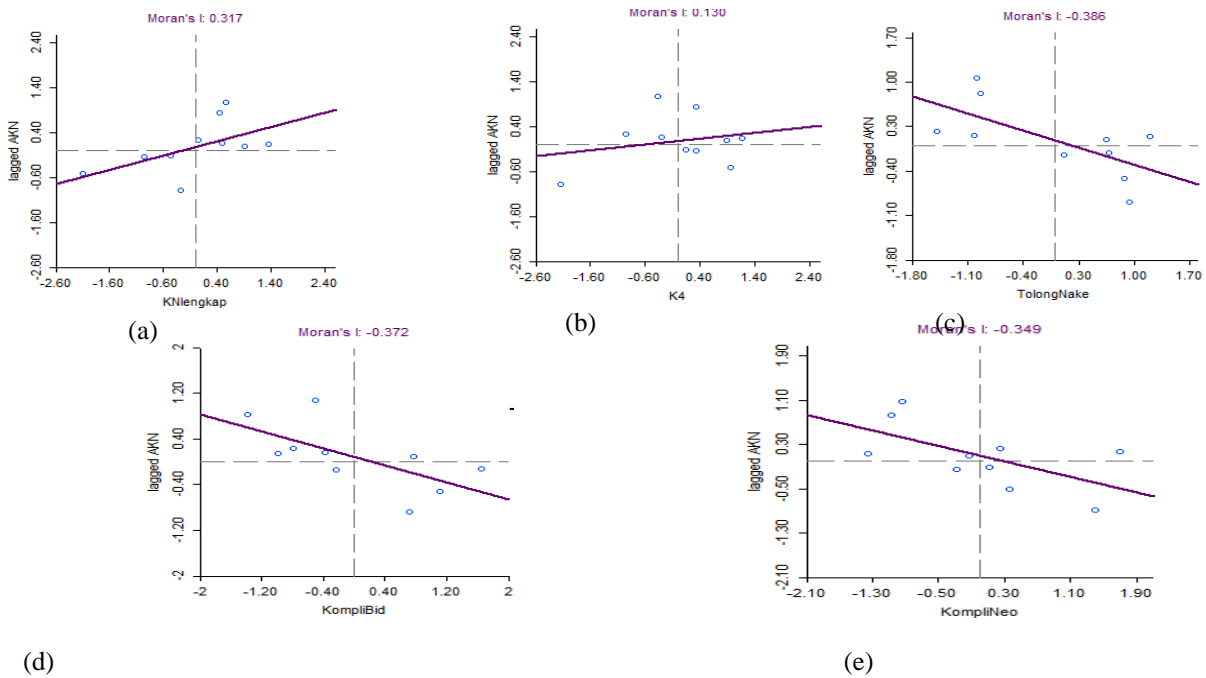 Moran's I: 0.317
2.40
1.40
0.40
-0.60
-1.60
-2.60
lagged AKN
-2.60 -1.60 -0.60 0.40 1.40 2.40
KNlengkap
(a)
Moran's I: 0.130
2.40
1.40
0.40
-0.60
-1.60
-2.60
lagged AKN
-2.60 -1.60 -0.60 0.40 1.40 2.40
K4
(b)
Moran's I: -0.386
1.70
1.00
0.30
-0.40
-1.10
-1.80
lagged AKN
-1.80 -1.10 -0.40 0.30 1.00 1.70
TolongNake
(c)
Moran's I: -0.372
2
1.20
0.40
-0.40
-1.20
-2
lagged AKN
-2 -1.20 -0.40 0.40 1.20 2
KompliBid
(d)
Moran's I: -0.349
1.90
1.10
0.30
-0.50
-1.30
-2.10
lagged AKN
-2.10 -1.30 -0.50 0.30 1.10 1.90
KompliNeo
(e)